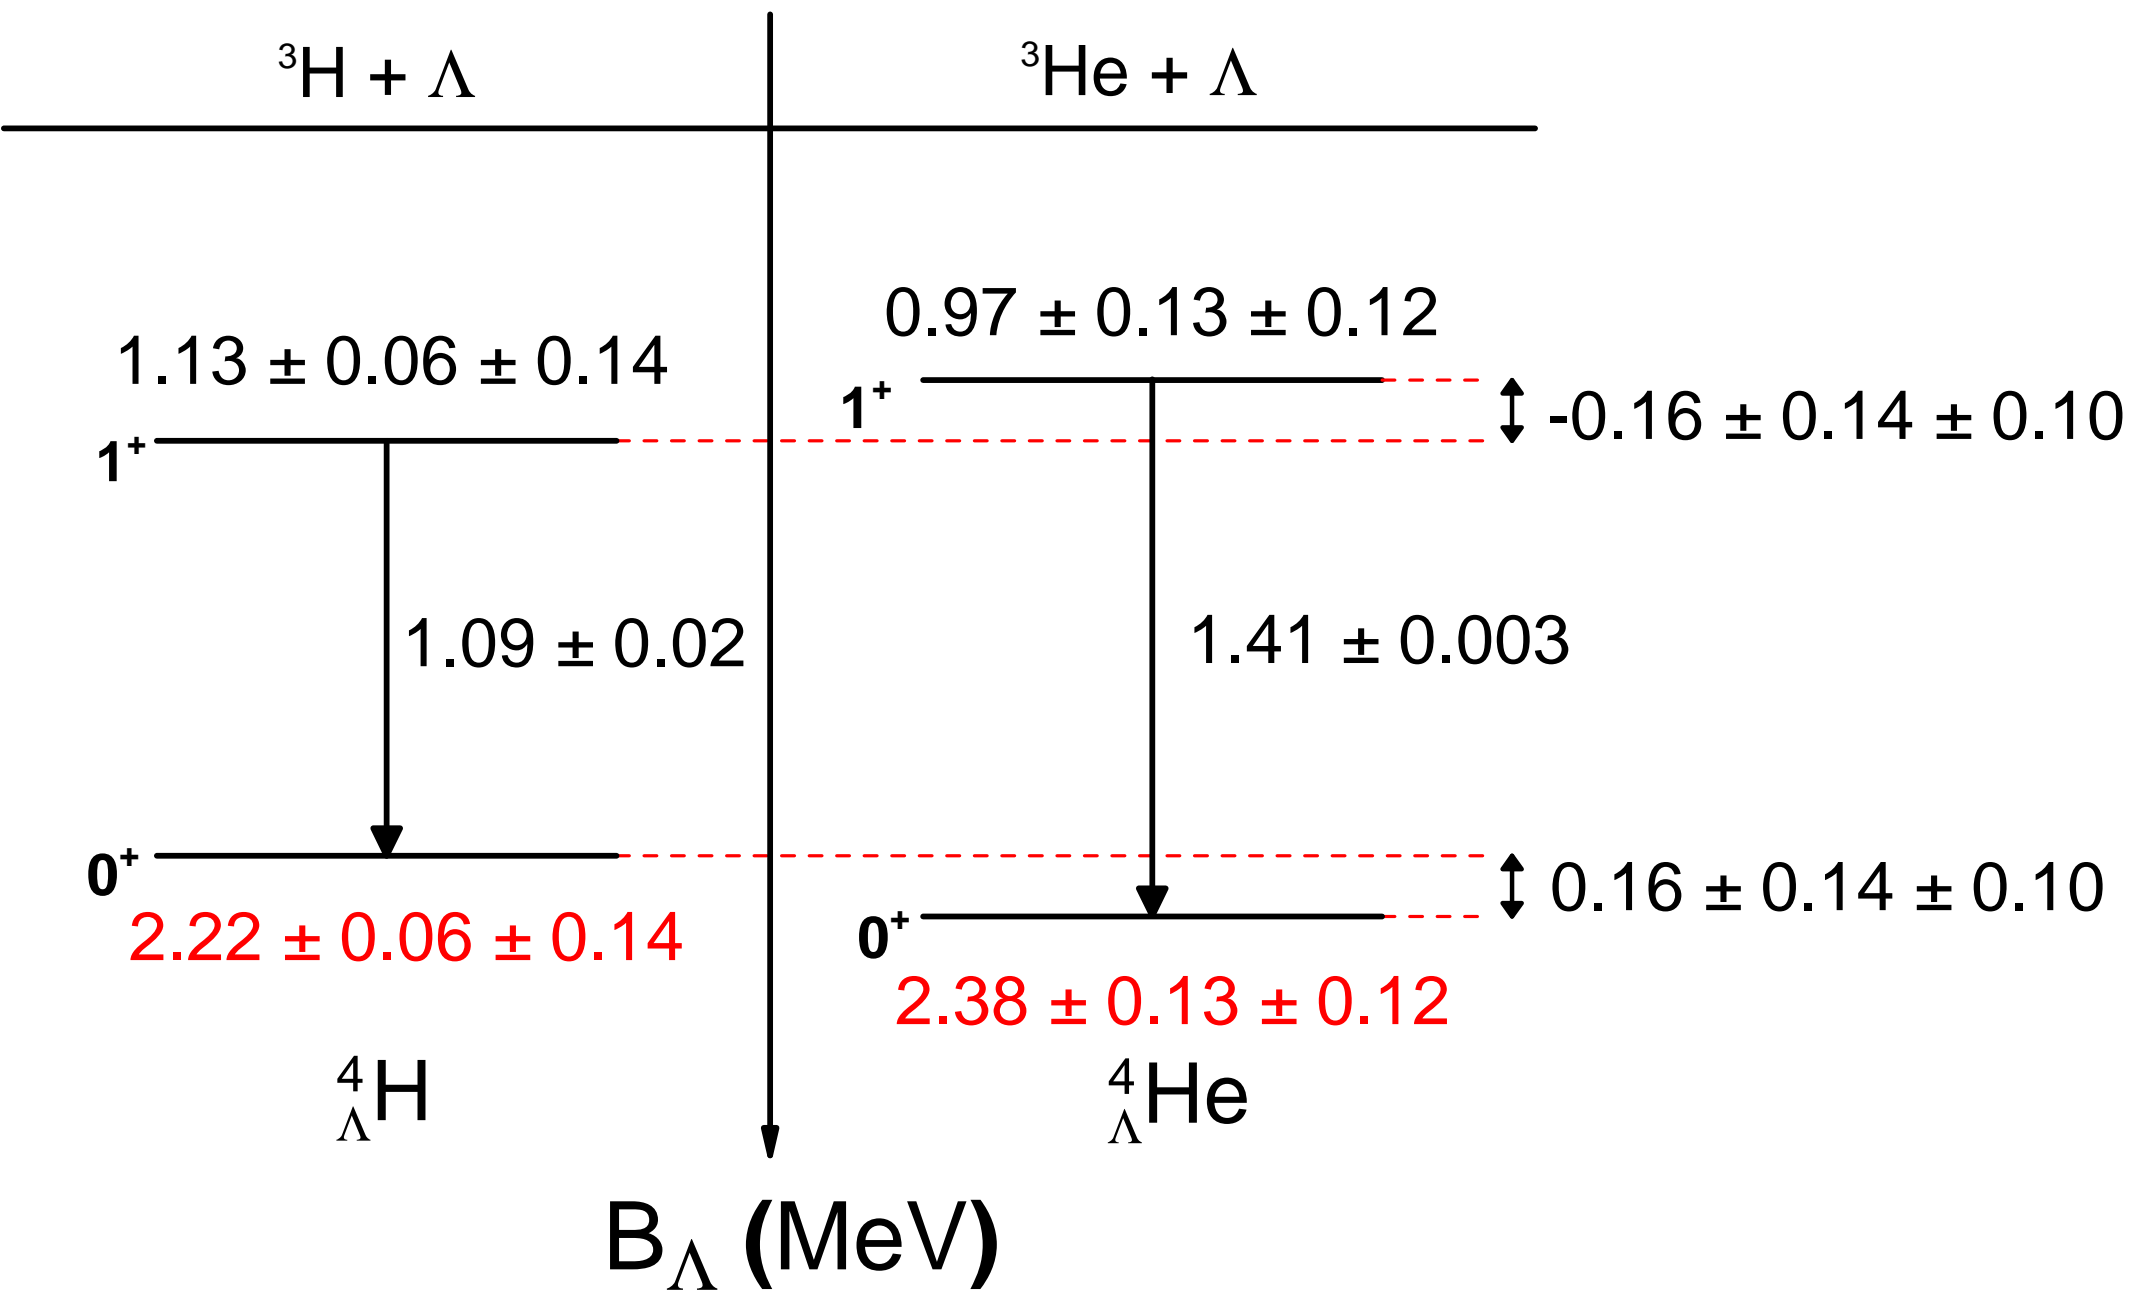 ³H + Λ
³He + Λ
0.97 ± 0.13 ± 0.12
1.13 ± 0.06 ± 0.14
1⁺
-0.16 ± 0.14 ± 0.10
1⁺
1.09 ± 0.02
1.41 ± 0.003
0⁺
0.16 ± 0.14 ± 0.10
2.22 ± 0.06 ± 0.14
0⁺
2.38 ± 0.13 ± 0.12
⁴ΛH
⁴ΛHe
BΛ (MeV)